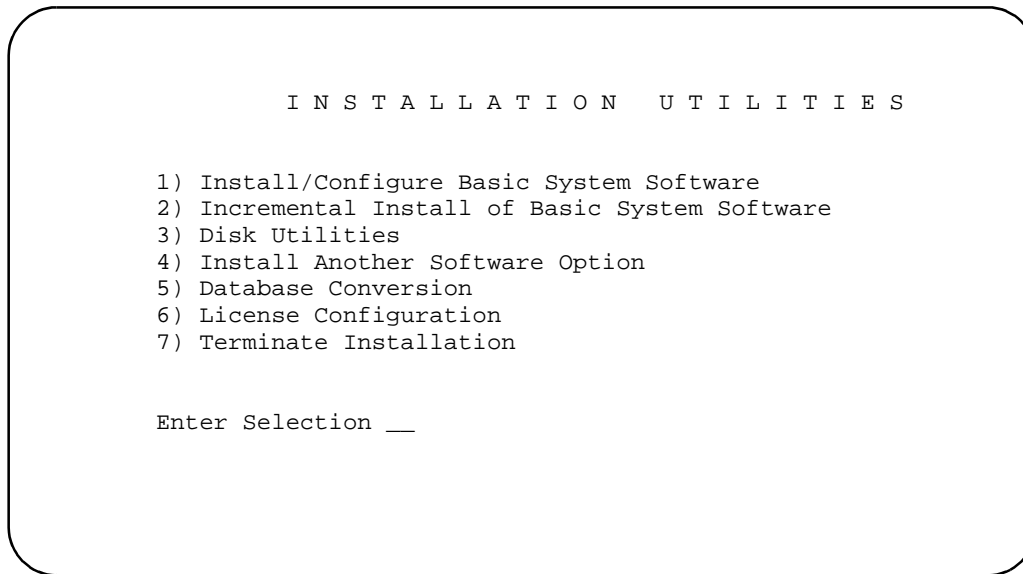 I N S T A L L A T I O N   U T I L I T I E S
1) Install/Configure Basic System Software
2) Incremental Install of Basic System Software
3) Disk Utilities
4) Install Another Software Option
5) Database Conversion
6) License Configuration
7) Terminate Installation
Enter Selection __